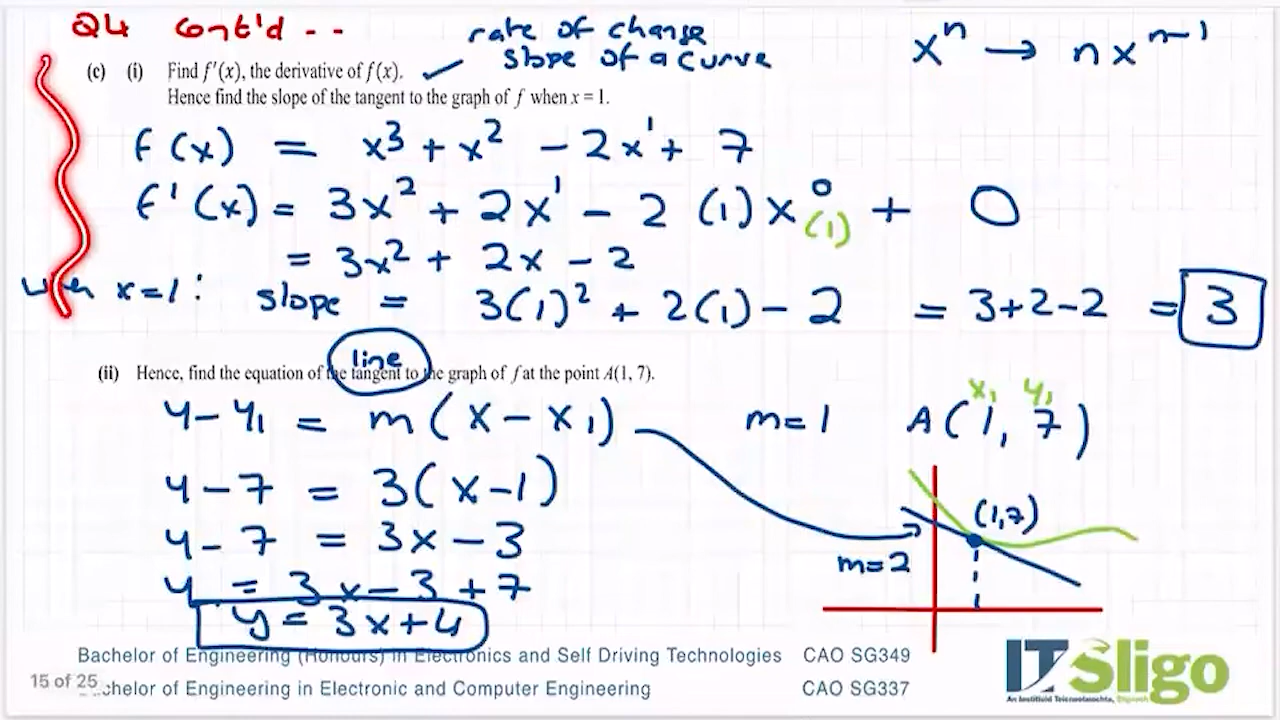 Q4 Cont'd - -
rate of change
slope of a curve
xⁿ → nxⁿ⁻¹
(c) (i) Find f′(x), the derivative of f(x).
Hence find the slope of the tangent to the graph of f when x = 1.
f(x) = x³ + x² - 2x¹ + 7
f'(x) = 3x² + 2x¹ - 2(1)x⁰ + 0
(1)
= 3x² + 2x - 2
when x=1: slope = 3(1)² + 2(1) - 2 = 3+2-2 = 3
line
(ii) Hence, find the equation of the tangent to the graph of f at the point A(1, 7).
y - y₁ = m(x - x₁)
m=1 A(1, 7)
x₁ y₁
y - 7 = 3(x-1)
y - 7 = 3x - 3
y = 3x - 3 + 7
y = 3x+4
(1,7)
m=2
Bachelor of Engineering (Honours) in Electronics and Self Driving Technologies CAO SG349
15 of 25
Bachelor of Engineering in Electronic and Computer Engineering CAO SG337
IT Sligo
An Institiúid Teicneolaíochta, Sligeach